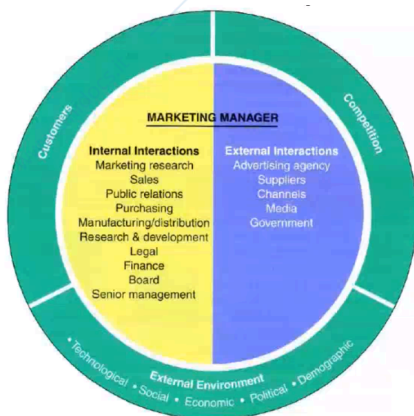 Customers
Competition
MARKETING MANAGER
Internal Interactions
Marketing research
Sales
Public relations
Purchasing
Manufacturing/distribution
Research & development
Legal
Finance
Board
Senior management
External Interactions
Advertising agency
Suppliers
Channels
Media
Government
External Environment
• Technological • Social • Economic • Political • Demographic